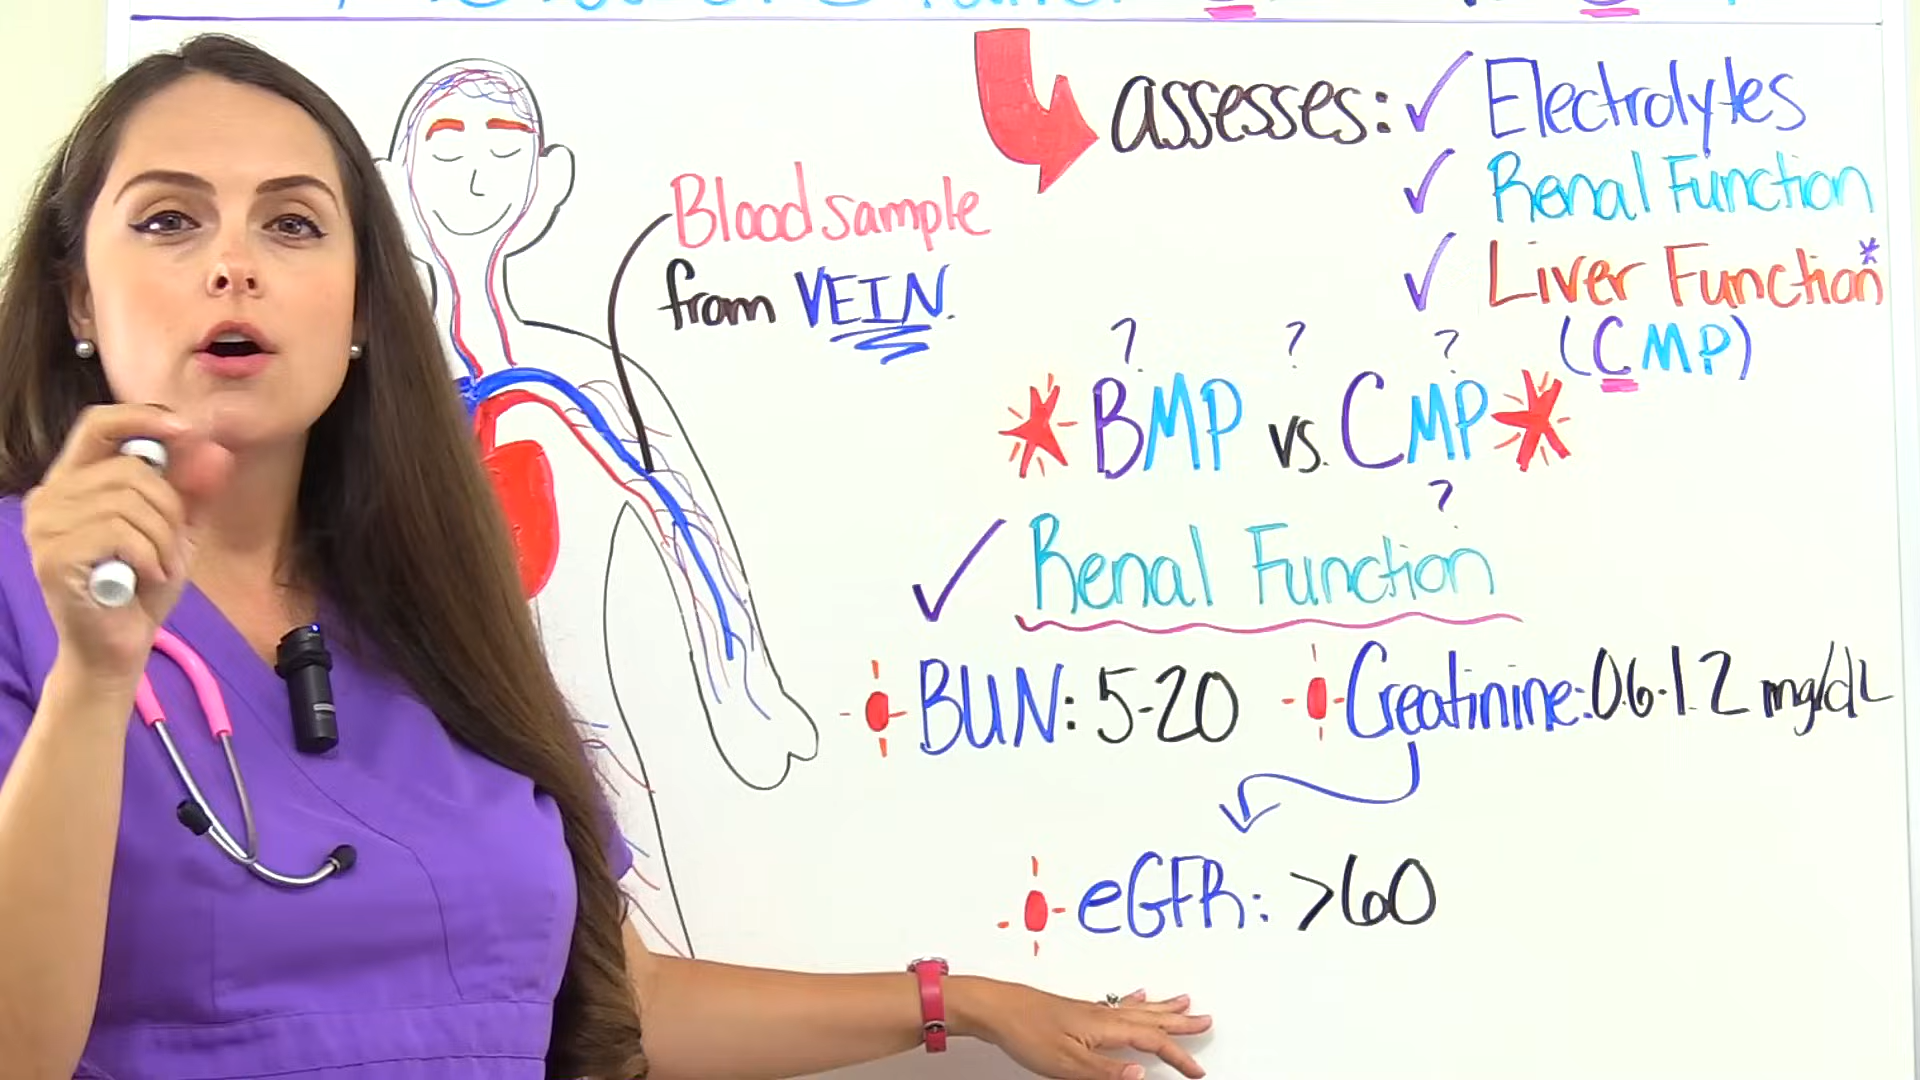 assesses: ✓ Electrolytes
✓ Renal Function
✓ Liver Function*
(CMP)
Blood sample
from VEIN.
? ? ?
BMP vs. CMP
?
✓ Renal Function
BUN: 5-20
Creatinine: 0.6-1.2 mg/dL
eGFR: >60